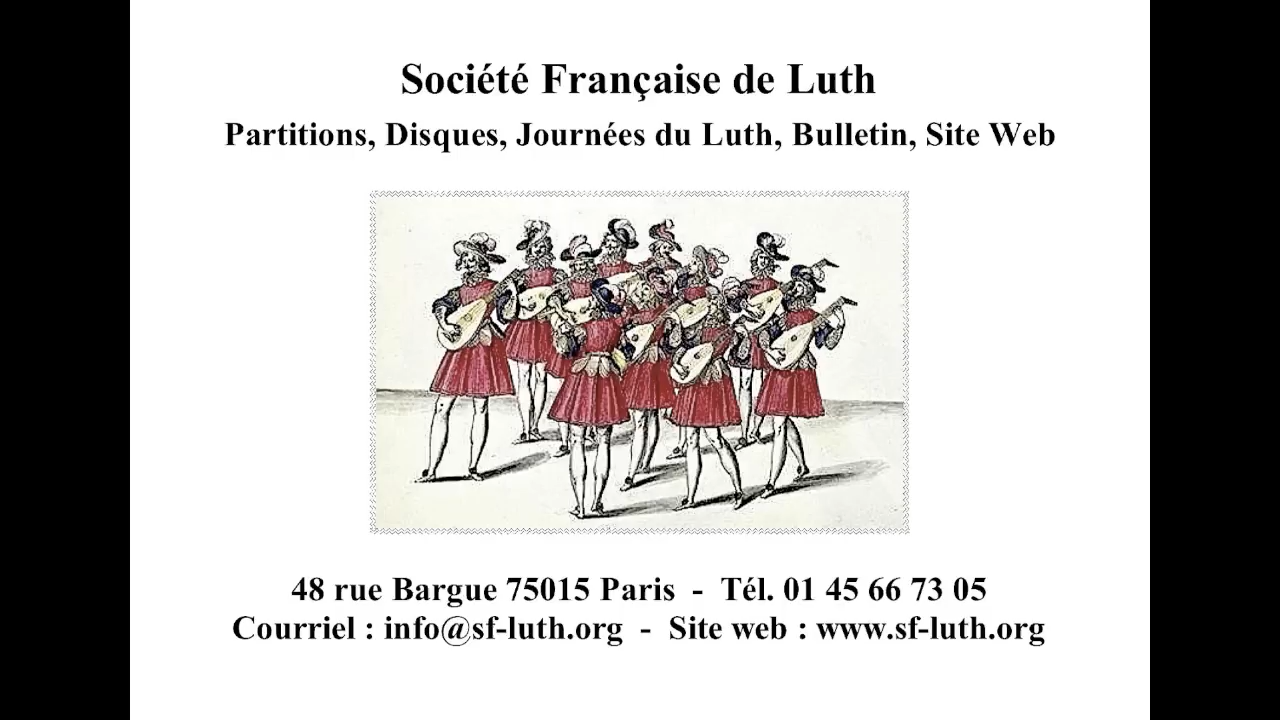 Société Française de Luth
Partitions, Disques, Journées du Luth, Bulletin, Site Web
48 rue Bargue 75015 Paris - Tél. 01 45 66 73 05
Courriel : info@sf-luth.org - Site web : www.sf-luth.org